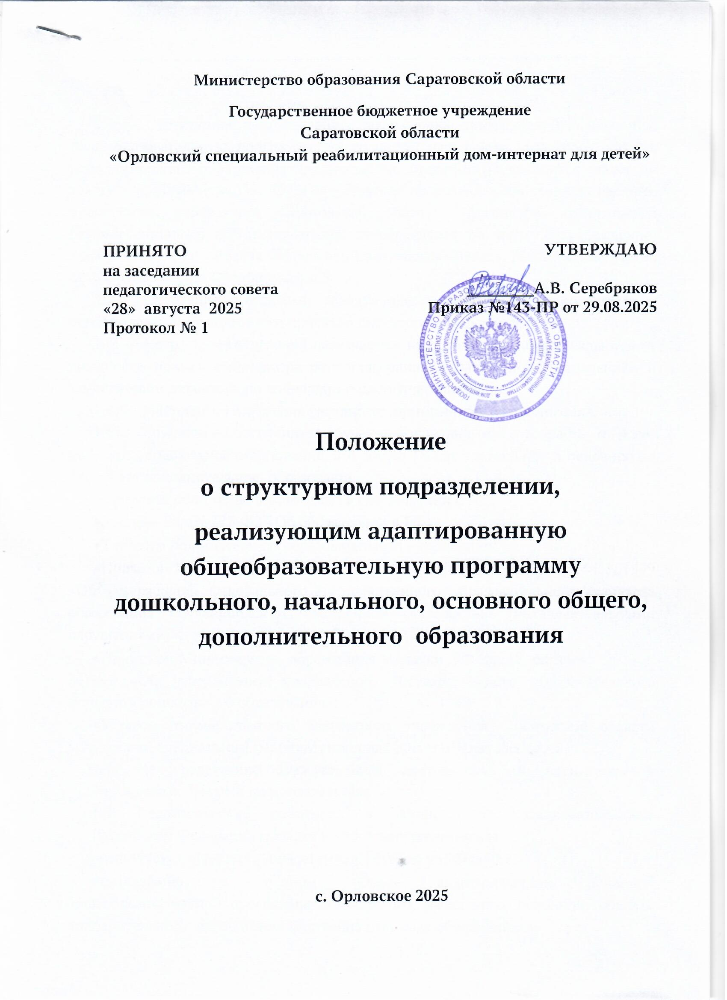 Министерство образования Саратовской области
Государственное бюджетное учреждение
Саратовской области
«Орловский специальный реабилитационный дом-интернат для детей»
ПРИНЯТО
на заседании
педагогического совета
«28» августа 2025
Протокол № 1
УТВЕРЖДАЮ
А.В. Серебряков
Приказ №143-ПР от 29.08.2025
МИНИСТЕРСТВО ОБРАЗОВАНИЯ САРАТОВСКОЙ ОБЛАСТИ
Положение
о структурном подразделении,
реализующим адаптированную
общеобразовательную программу
дошкольного, начального, основного общего,
дополнительного образования
с. Орловское 2025